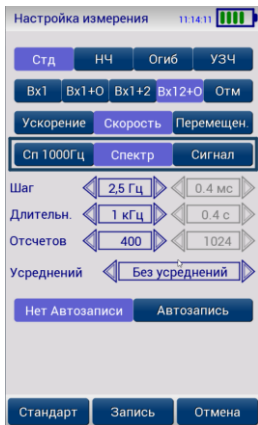 Настройка измерения 11:14:11
Стд НЧ Огиб УЗЧ
Вх1 Вх1+О Вх1+2 Вх12+О Отм
Ускорение Скорость Перемещен.
Сп 1000Гц Спектр Сигнал
Шаг 2,5 Гц 0.4 мс
Длительн. 1 кГц 0.4 с
Отсчетов 400 1024
Усреднений Без усреднений
Нет Автозаписи Автозапись
Стандарт Запись Отмена